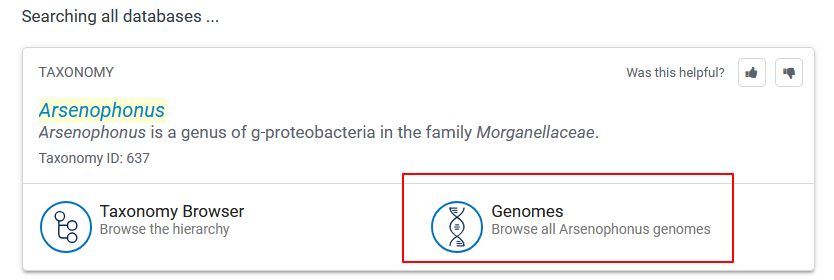 Searching all databases ...
TAXONOMY
Was this helpful?
Arsenophonus
Arsenophonus is a genus of g-proteobacteria in the family Morganellaceae.
Taxonomy ID: 637
Taxonomy Browser
Browse the hierarchy
Genomes
Browse all Arsenophonus genomes